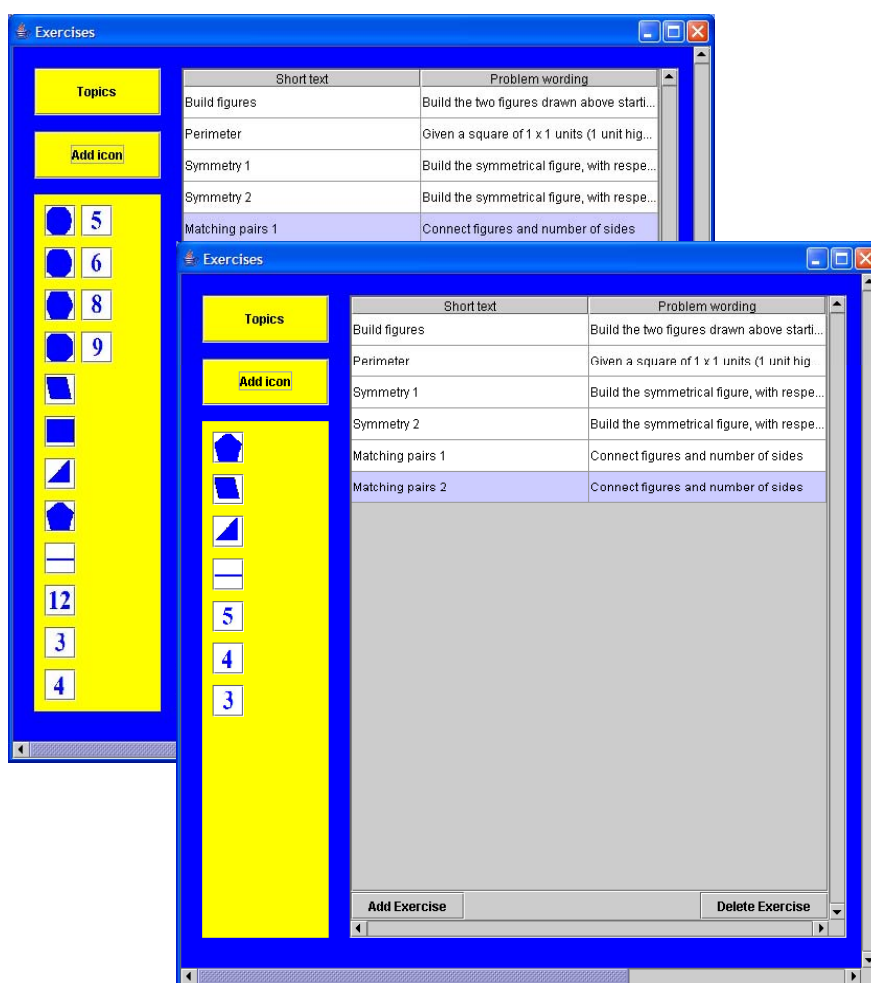 Exercises
Topics
Add icon
Short text Problem wording
Build figures Build the two figures drawn above starti...
Perimeter Given a square of 1 x 1 units (1 unit hig...
Symmetry 1 Build the symmetrical figure, with respe...
Symmetry 2 Build the symmetrical figure, with respe...
Matching pairs 1 Connect figures and number of sides
5
6
8
9
12
3
4
Exercises
Topics
Add icon
Short text Problem wording
Build figures Build the two figures drawn above starti...
Perimeter Given a square of 1 x 1 units (1 unit hig...
Symmetry 1 Build the symmetrical figure, with respe...
Symmetry 2 Build the symmetrical figure, with respe...
Matching pairs 1 Connect figures and number of sides
Matching pairs 2 Connect figures and number of sides
5
4
3
Add Exercise Delete Exercise